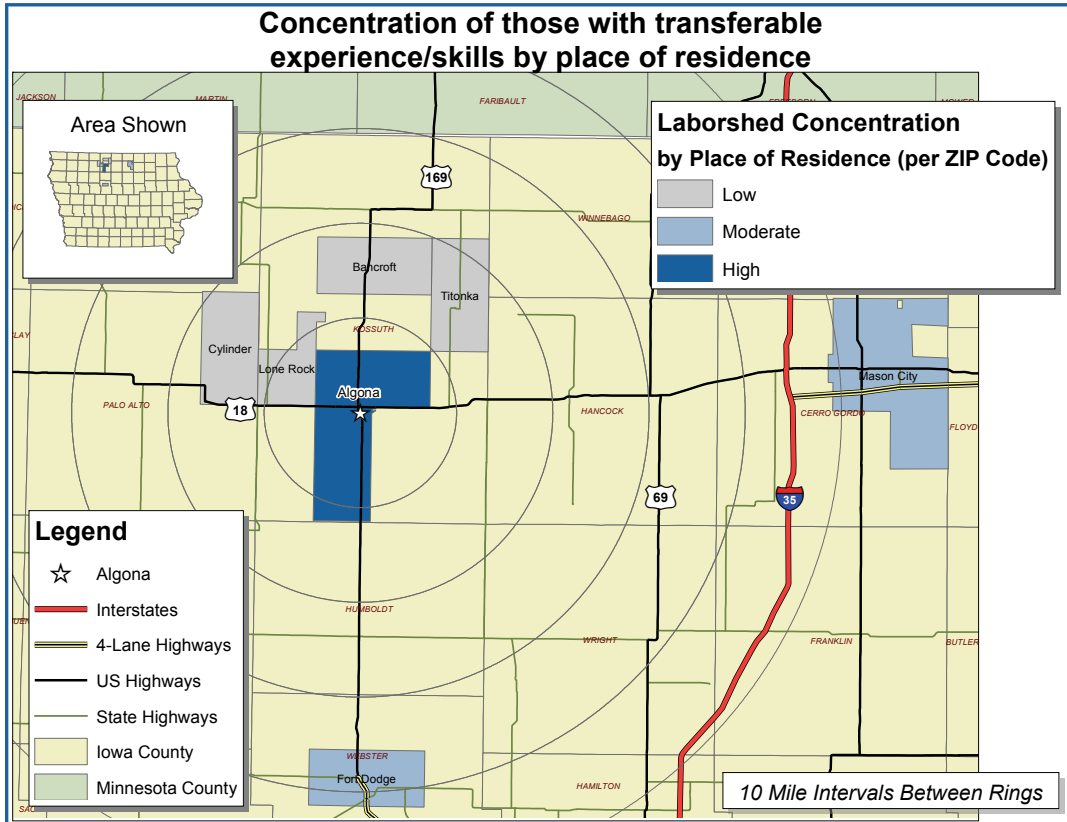 Concentration of those with transferable
experience/skills by place of residence
JACKSON
MARTIN
FARIBAULT
Area Shown
Laborshed Concentration
by Place of Residence (per ZIP Code)
Low
Moderate
High
169
WINNEBAGO
Bancroft
Titonka
KOSSUTH
Cylinder
Lone Rock
Algona
Mason City
PALO ALTO
18
HANCOCK
CERRO GORDO
FLOYD
69
35
Legend
Algona
Interstates
4-Lane Highways
US Highways
State Highways
Iowa County
Minnesota County
HUMBOLDT
WRIGHT
FRANKLIN
BUTLER
WEBSTER
Fort Dodge
HAMILTON
10 Mile Intervals Between Rings